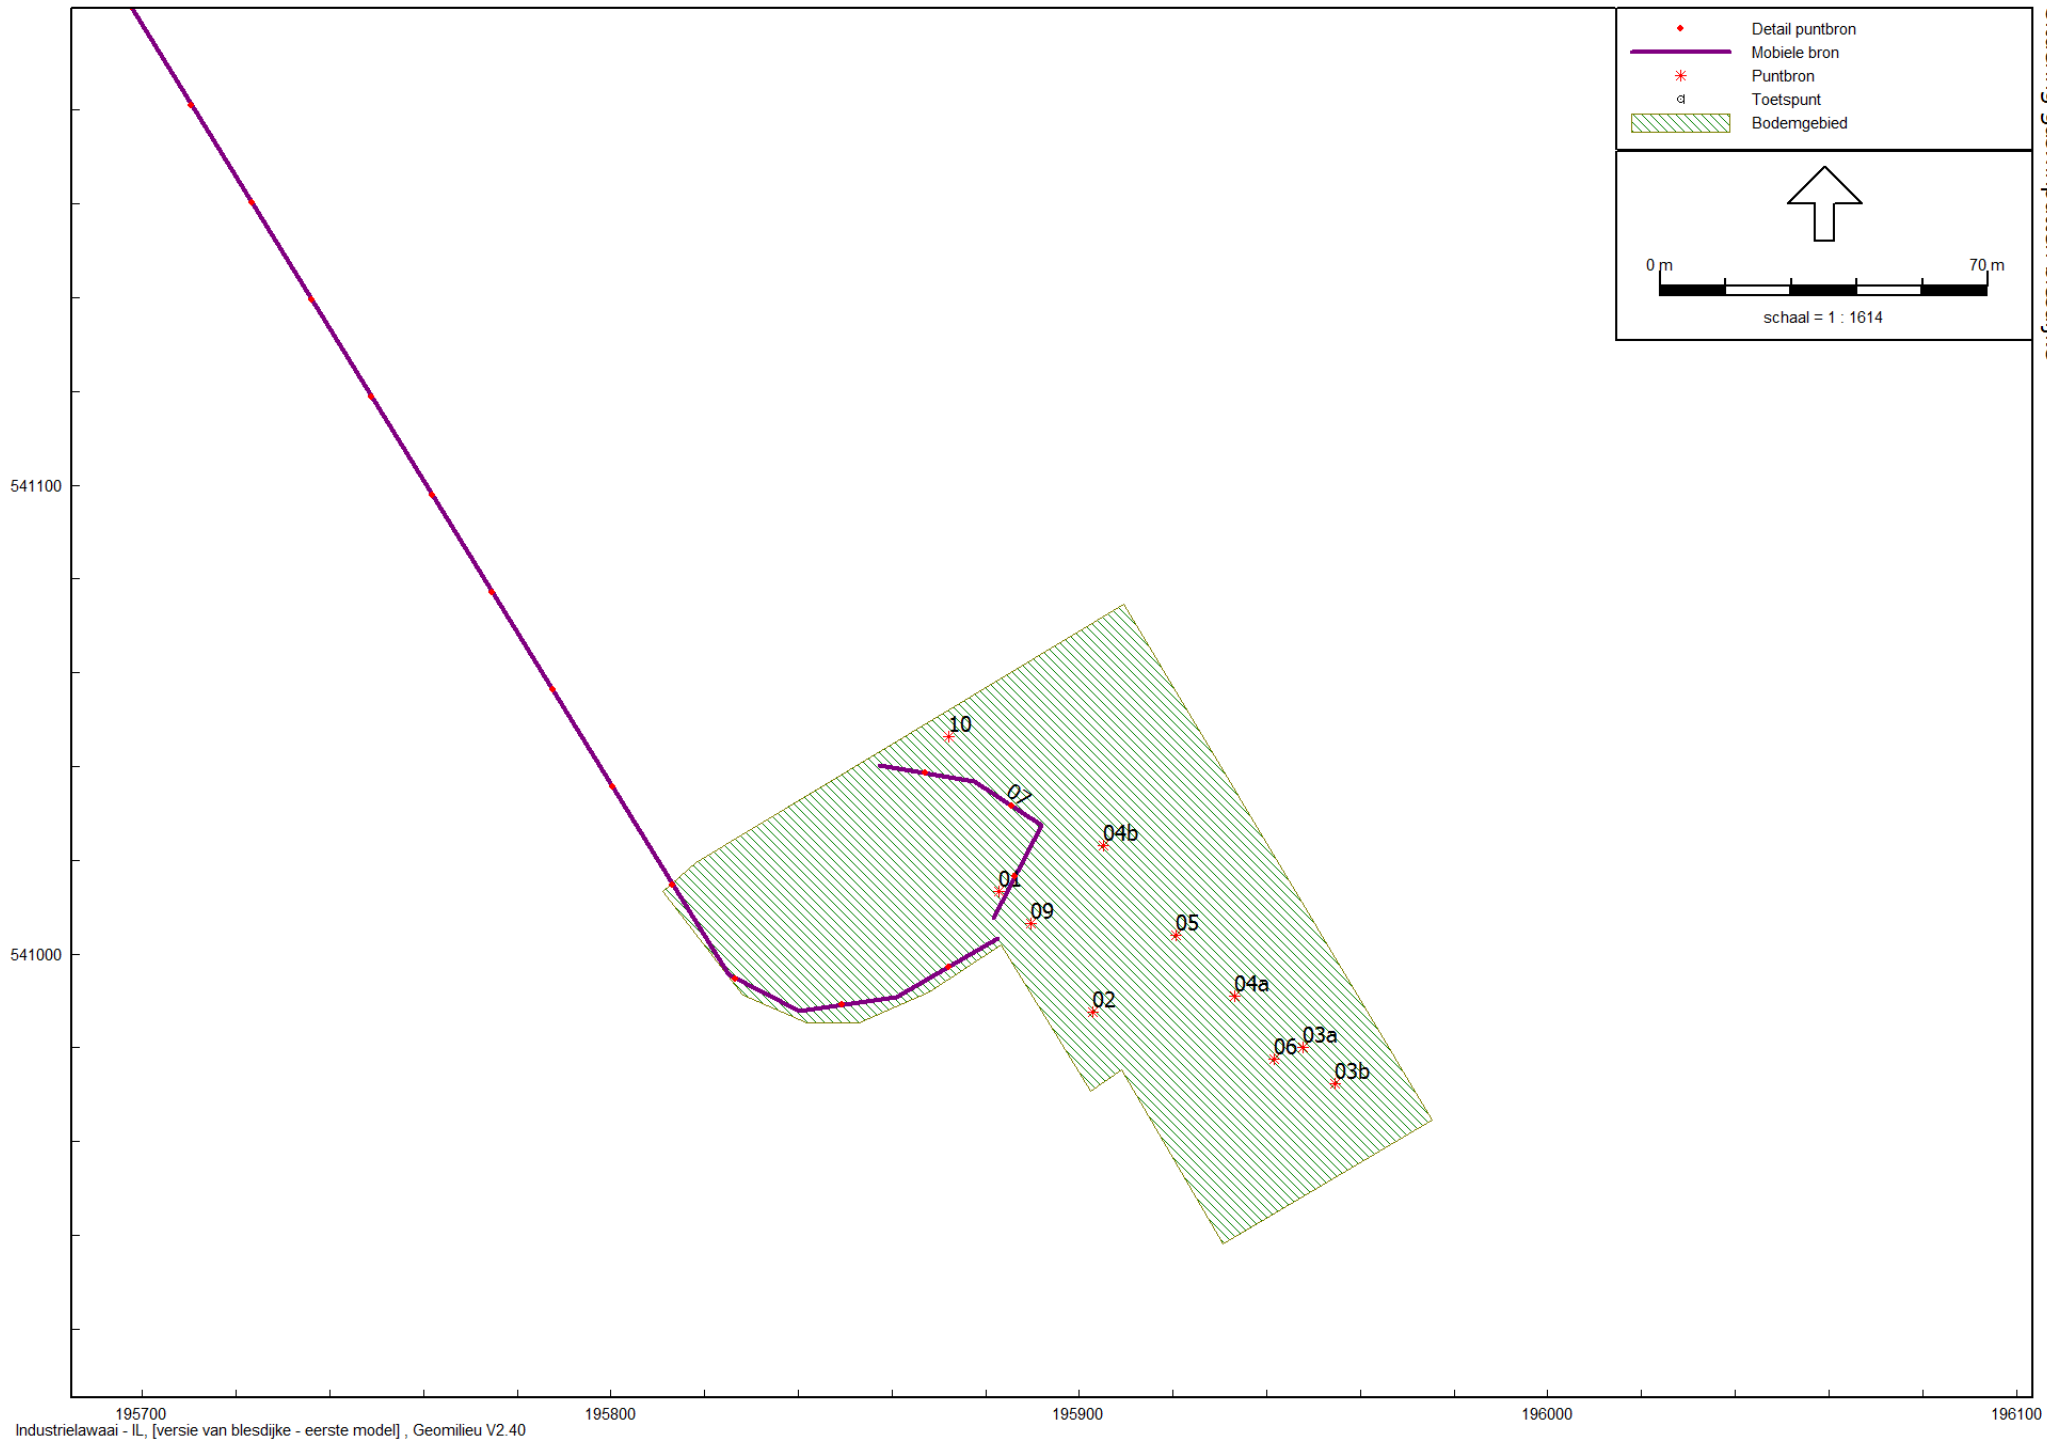 Detail puntbron
Mobiele bron
Puntbron
Toetspunt
Bodemgebied
0 m
70 m
schaal = 1 : 1614
541100
541000
10
07
04b
01
09
05
04a
02
03a
06
03b
195700
195800
195900
196000
196100
Industrielawaai - IL, [versie van blesdijke - eerste model] , Geomilieu V2.40